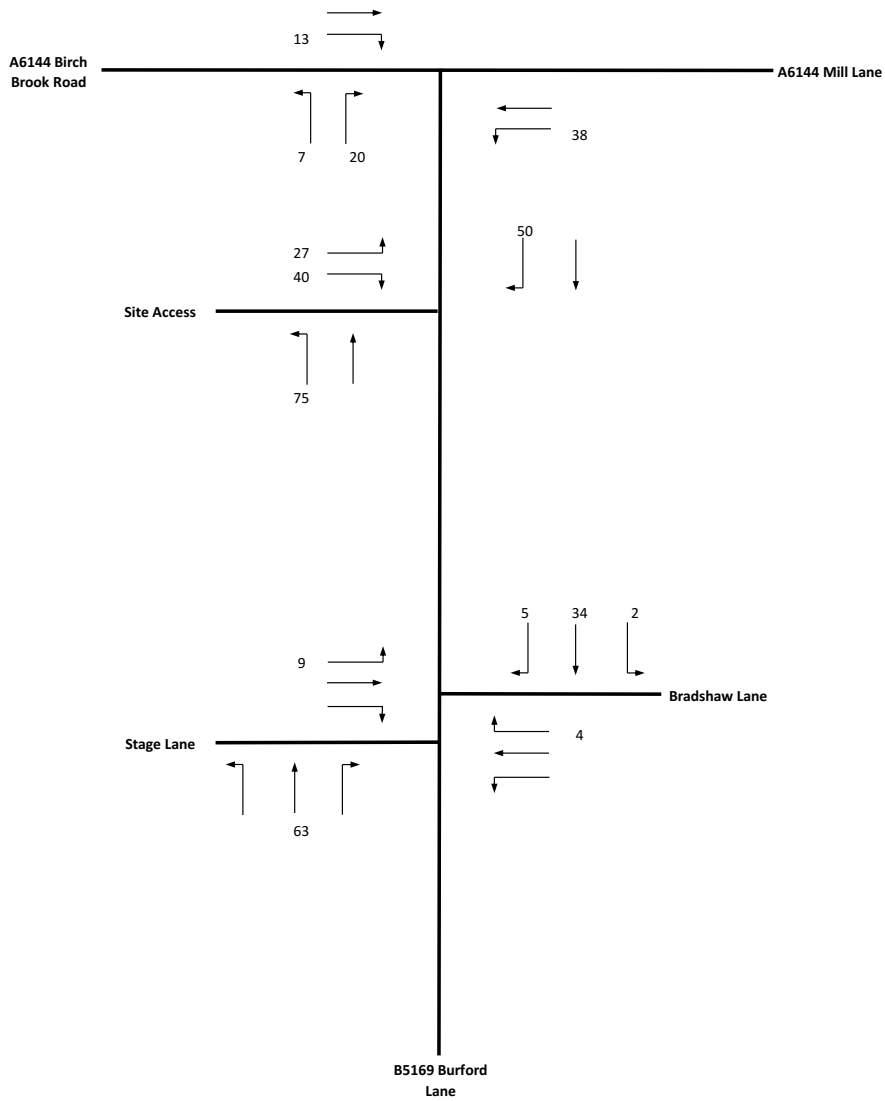 13
A6144 Birch
Brook Road
A6144 Mill Lane
7 20
38
50
27
40
Site Access
75
5 34 2
9
Bradshaw Lane
4
Stage Lane
63
B5169 Burford
Lane